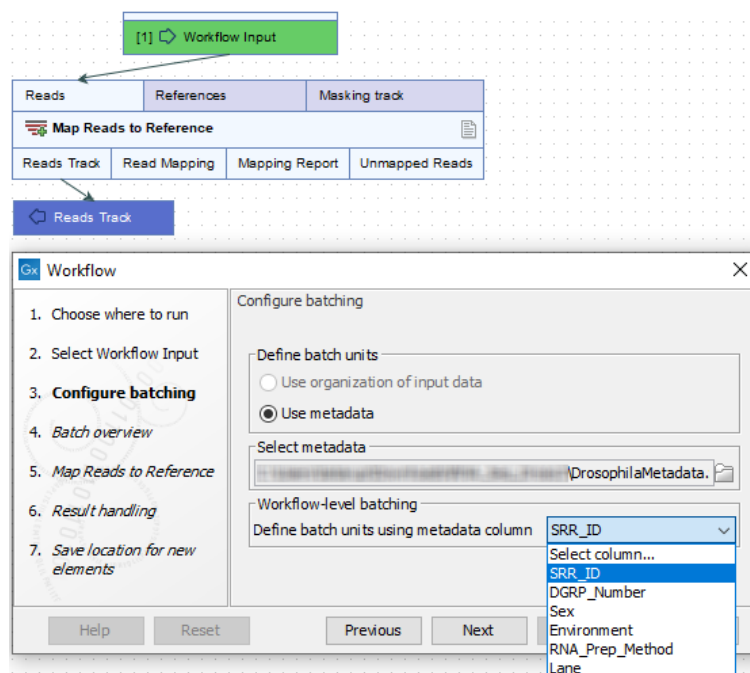 [1] Workflow Input
Reads References Masking track
Map Reads to Reference
Reads Track Read Mapping Mapping Report Unmapped Reads
Reads Track
Gx Workflow
Configure batching
1. Choose where to run
2. Select Workflow Input
3. Configure batching
4. Batch overview
5. Map Reads to Reference
6. Result handling
7. Save location for new
elements
Define batch units
Use organization of input data
Use metadata
Select metadata
\DrosophilaMetadata.
Workflow-level batching
Define batch units using metadata column SRR_ID
Select column...
SRR_ID
DGRP_Number
Sex
Environment
RNA_Prep_Method
Lane
Help Reset Previous Next